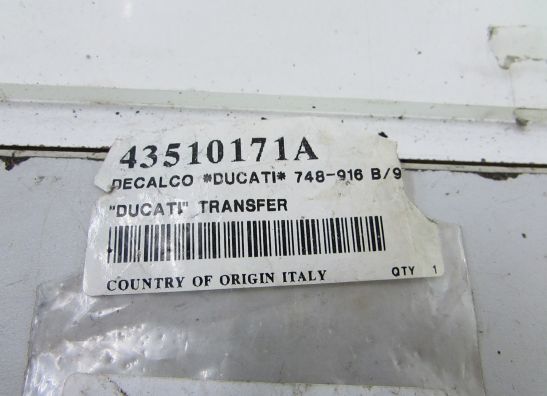 43510171A
DECALCO *DUCATI* 748-916 B/9
"DUCATI" TRANSFER
COUNTRY OF ORIGIN ITALY QTY 1